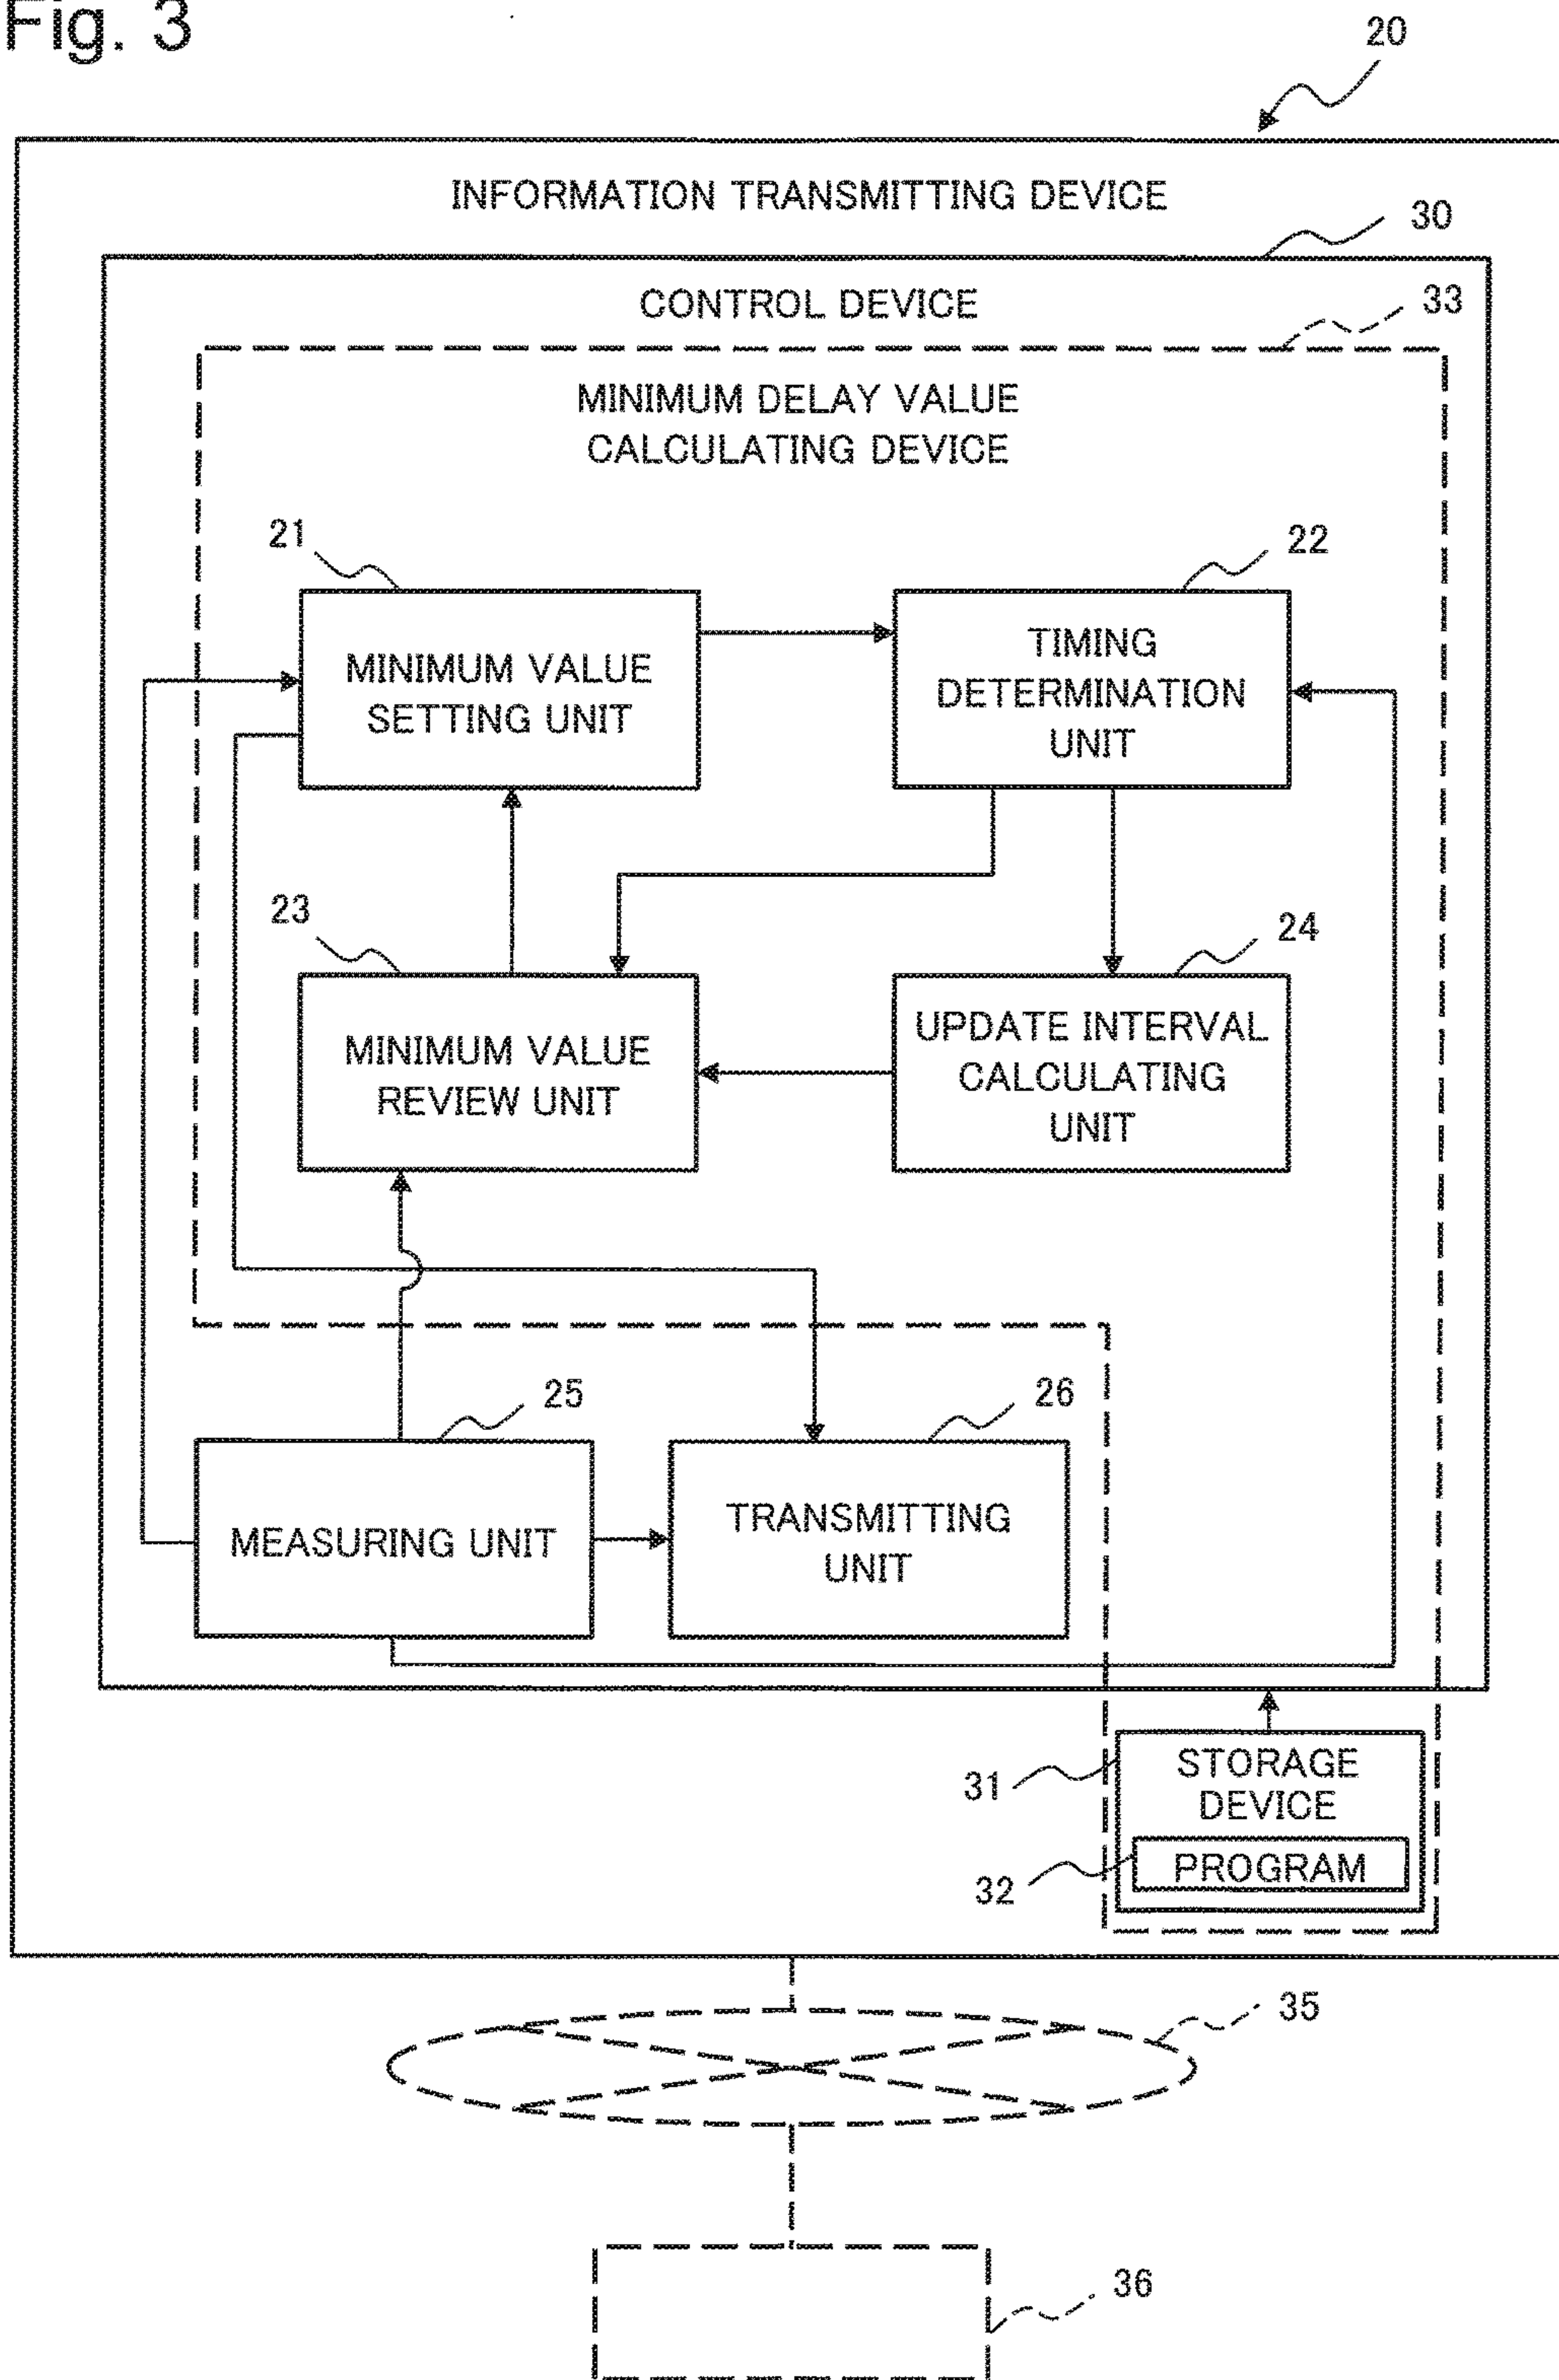 Fig. 3
20
INFORMATION TRANSMITTING DEVICE
30
CONTROL DEVICE
33
MINIMUM DELAY VALUE
CALCULATING DEVICE
21
22
MINIMUM VALUE
SETTING UNIT
TIMING
DETERMINATION
UNIT
23
24
MINIMUM VALUE
REVIEW UNIT
UPDATE INTERVAL
CALCULATING
UNIT
25
26
MEASURING UNIT
TRANSMITTING
UNIT
31
STORAGE
DEVICE
32
PROGRAM
35
36